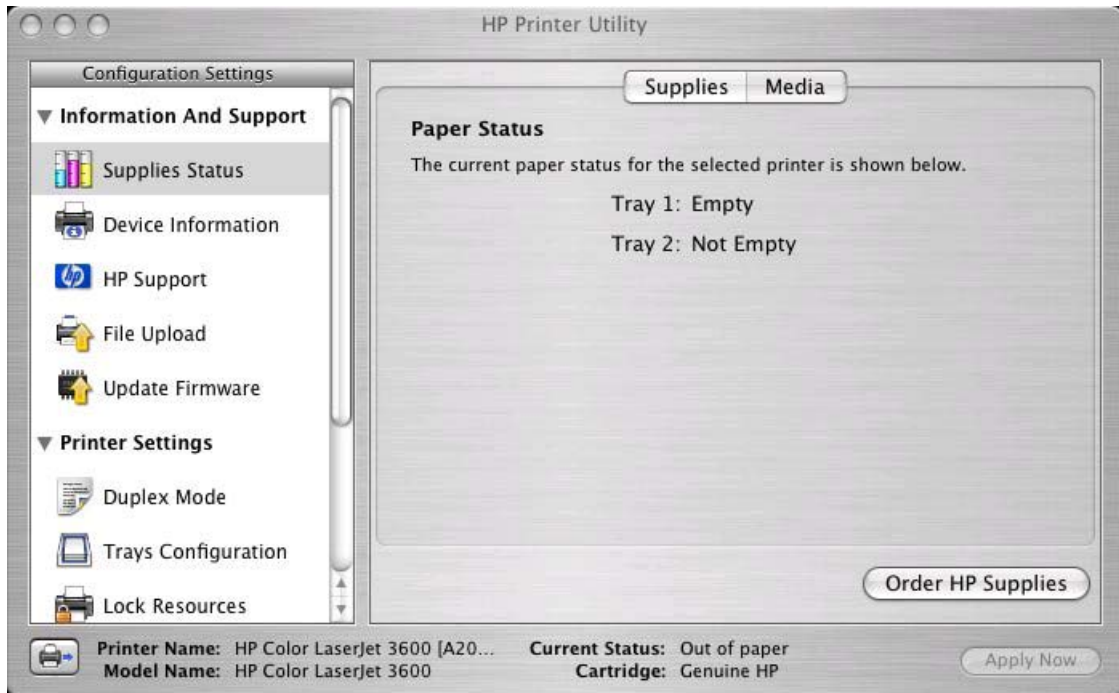 HP Printer Utility
Configuration Settings
Information And Support
Supplies Status
Device Information
hp HP Support
File Upload
Update Firmware
Printer Settings
Duplex Mode
Trays Configuration
Lock Resources
Supplies Media
Paper Status
The current paper status for the selected printer is shown below.
Tray 1: Empty
Tray 2: Not Empty
Order HP Supplies
Printer Name: HP Color LaserJet 3600 [A20... Current Status: Out of paper
Model Name: HP Color LaserJet 3600 Cartridge: Genuine HP
Apply Now